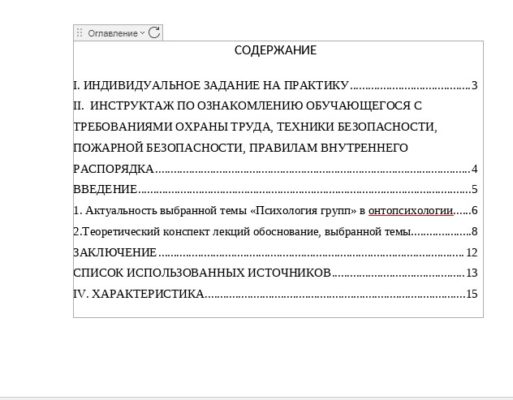 Оглавление
СОДЕРЖАНИЕ
I. ИНДИВИДУАЛЬНОЕ ЗАДАНИЕ НА ПРАКТИКУ........................................3
II. ИНСТРУКТАЖ ПО ОЗНАКОМЛЕНИЮ ОБУЧАЮЩЕГОСЯ С
ТРЕБОВАНИЯМИ ОХРАНЫ ТРУДА, ТЕХНИКИ БЕЗОПАСНОСТИ,
ПОЖАРНОЙ БЕЗОПАСНОСТИ, ПРАВИЛАМ ВНУТРЕННЕГО
РАСПОРЯДКА........................................4
ВВЕДЕНИЕ........................................5
1. Актуальность выбранной темы «Психология групп» в онтопсихологии......6
2.Теоретический конспект лекций обоснование, выбранной темы....................8
ЗАКЛЮЧЕНИЕ........................................12
СПИСОК ИСПОЛЬЗОВАННЫХ ИСТОЧНИКОВ........................................13
IV. ХАРАКТЕРИСТИКА........................................15